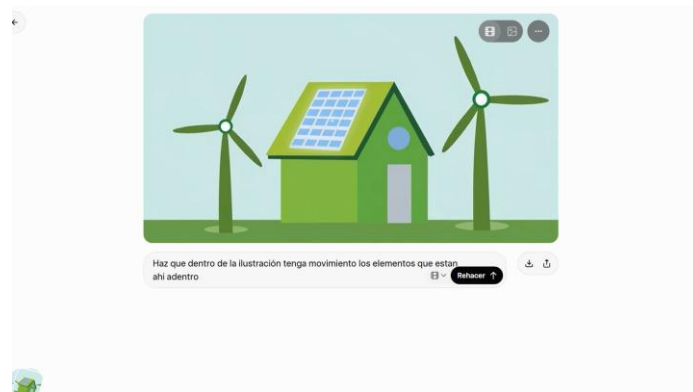 Haz que dentro de la ilustración tenga movimiento los elementos que estan
ahi adentro
Rehacer